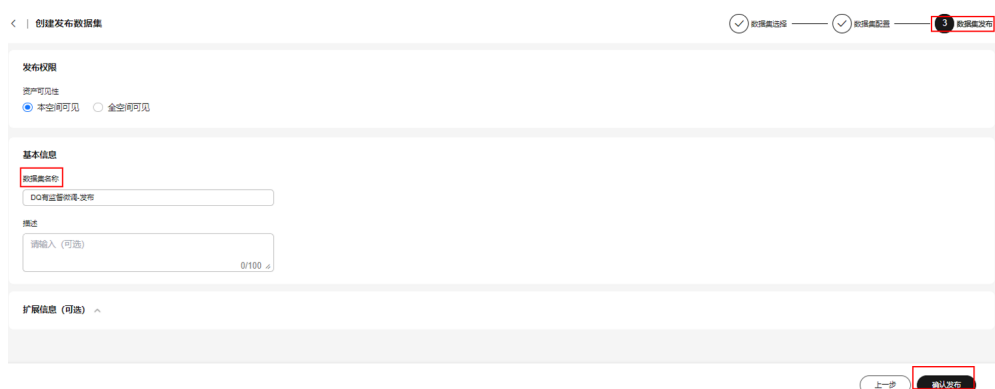 < | 创建发布数据集 数据集选择 数据集配置 3 数据集发布
发布权限
资产可见性
本空间可见 全空间可见
基本信息
数据集名称
DQ有监督微调-发布
描述
请输入（可选）
0/100
扩展信息（可选）
上一步 确认发布